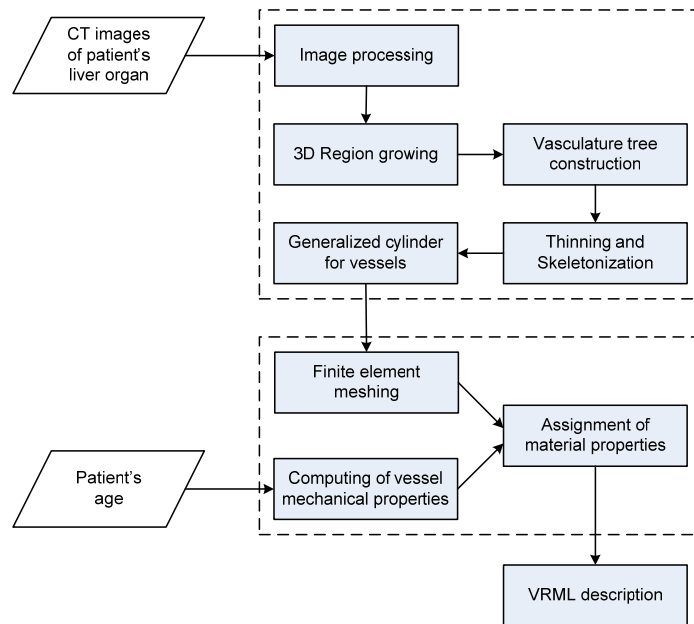 CT images
of patient's
liver organ
Image processing
3D Region growing
Vasculature tree
construction
Generalized cylinder
for vessels
Thinning and
Skeletonization
Finite element
meshing
Assignment of
material properties
Patient's
age
Computing of vessel
mechanical properties
VRML description